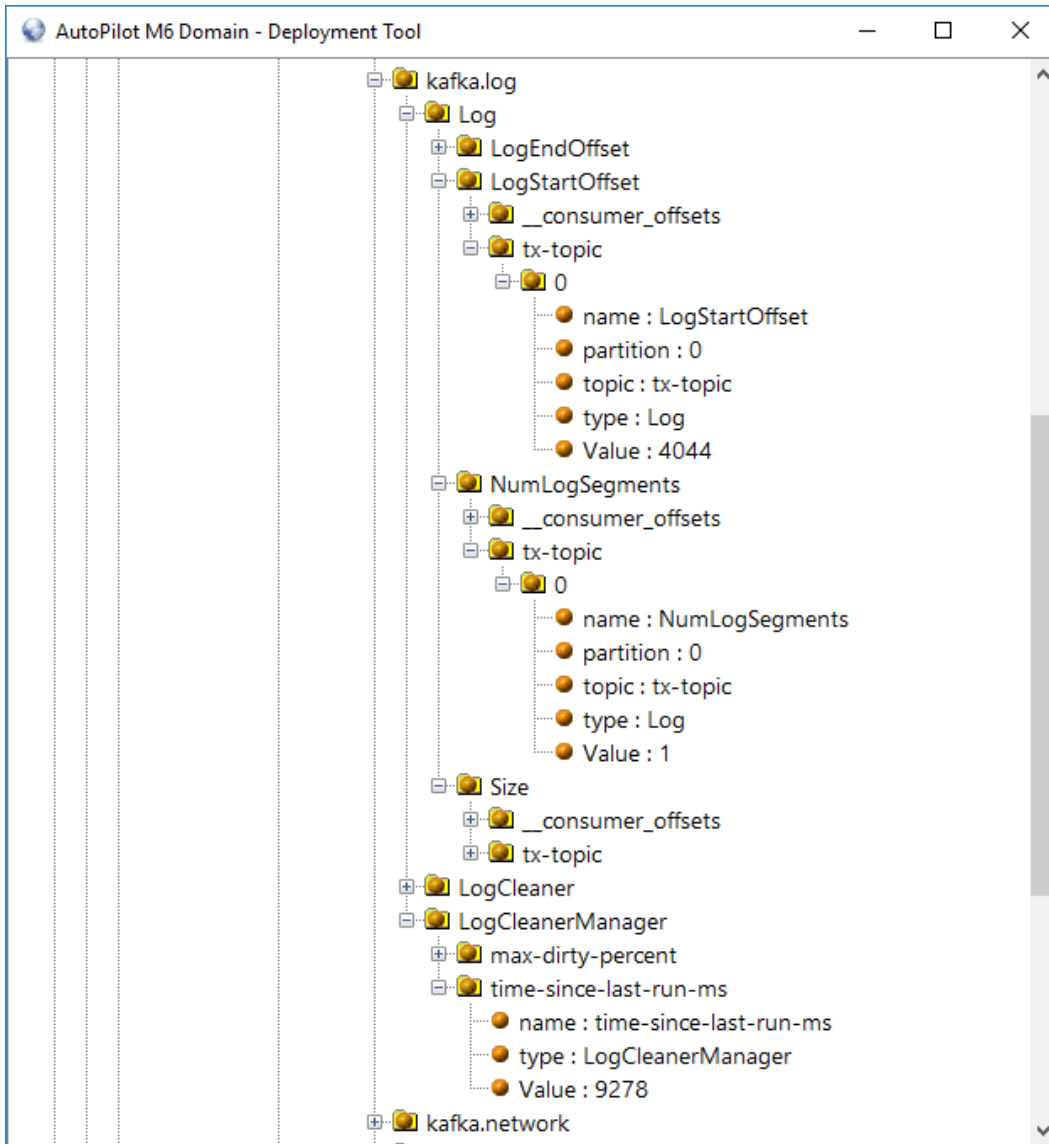 AutoPilot M6 Domain - Deployment Tool
kafka.log
Log
LogEndOffset
LogStartOffset
__consumer_offsets
tx-topic
0
name : LogStartOffset
partition : 0
topic : tx-topic
type : Log
Value : 4044
NumLogSegments
__consumer_offsets
tx-topic
0
name : NumLogSegments
partition : 0
topic : tx-topic
type : Log
Value : 1
Size
__consumer_offsets
tx-topic
LogCleaner
LogCleanerManager
max-dirty-percent
time-since-last-run-ms
name : time-since-last-run-ms
type : LogCleanerManager
Value : 9278
kafka.network